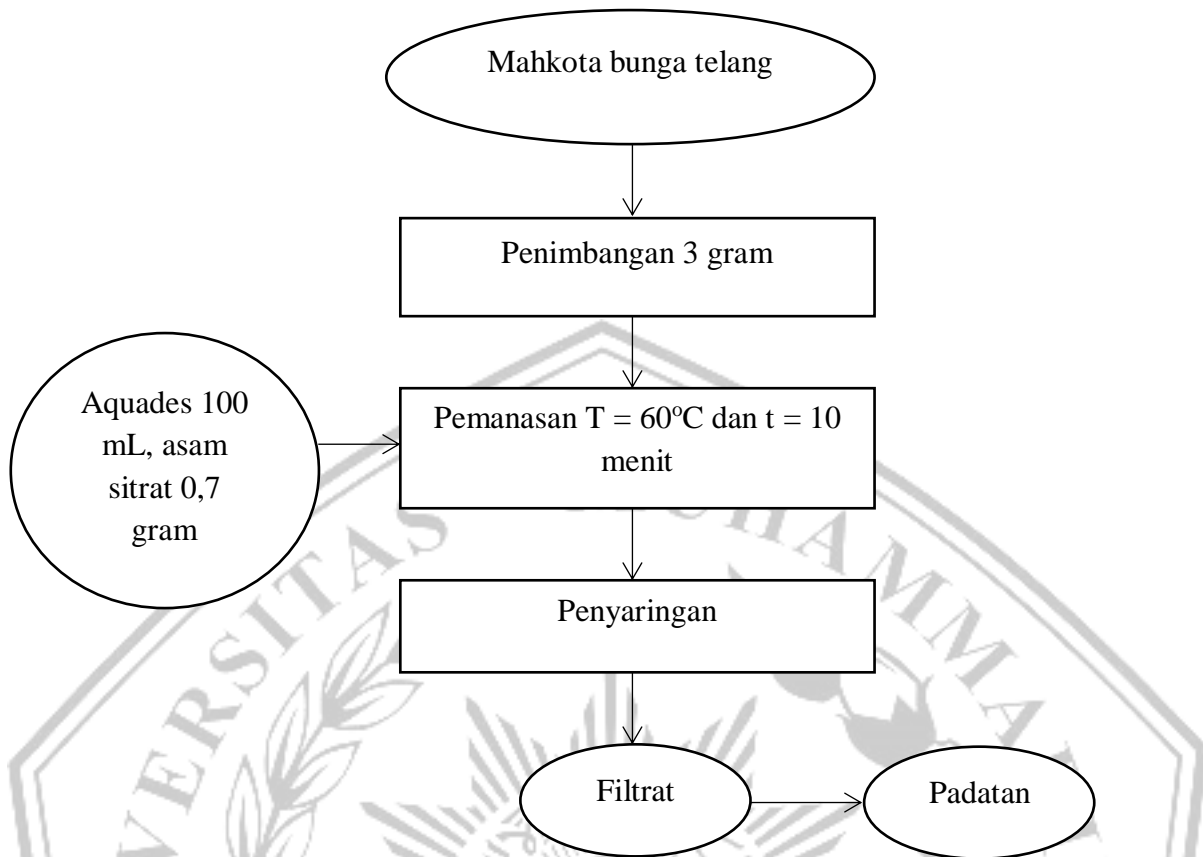 Mahkota bunga telang
Penimbangan 3 gram
Aquades 100
mL, asam
sitrat 0,7
gram
Pemanasan T = 60ºC dan t = 10
menit
Penyaringan
Filtrat
Padatan